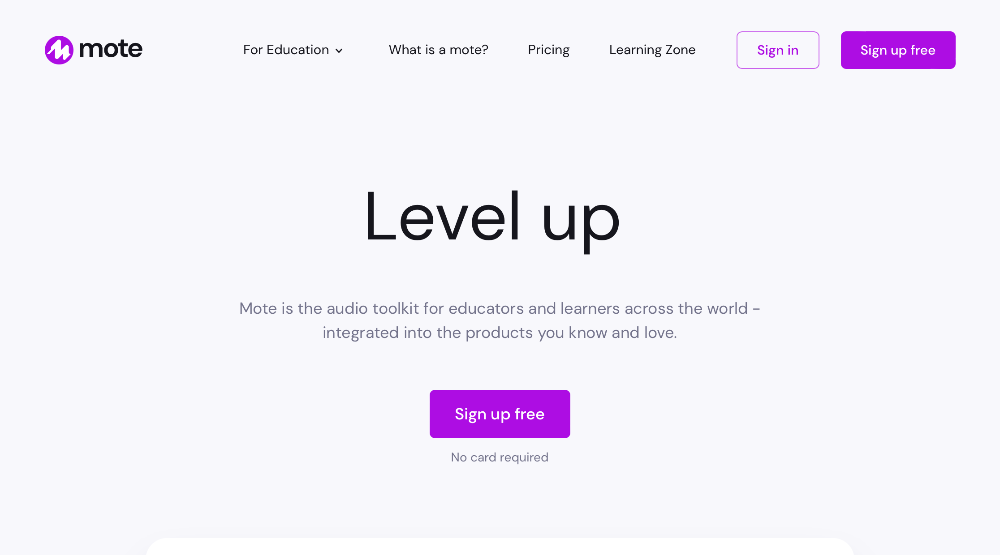 mote
For Education
What is a mote?
Pricing
Learning Zone
Sign in
Sign up free
Level up
Mote is the audio toolkit for educators and learners across the world -
integrated into the products you know and love.
Sign up free
No card required